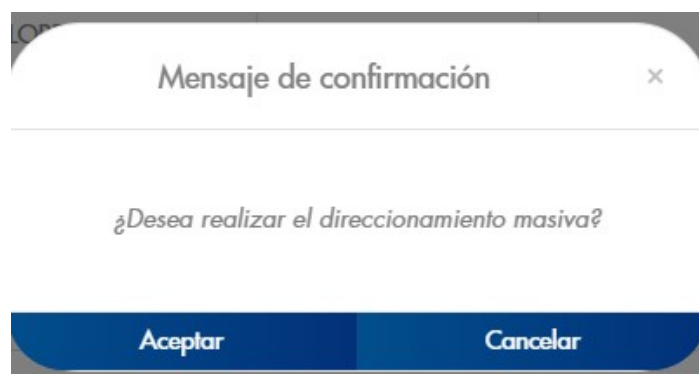 Mensaje de confirmación ×
¿Desea realizar el direccionamiento masiva?
Aceptar Cancelar